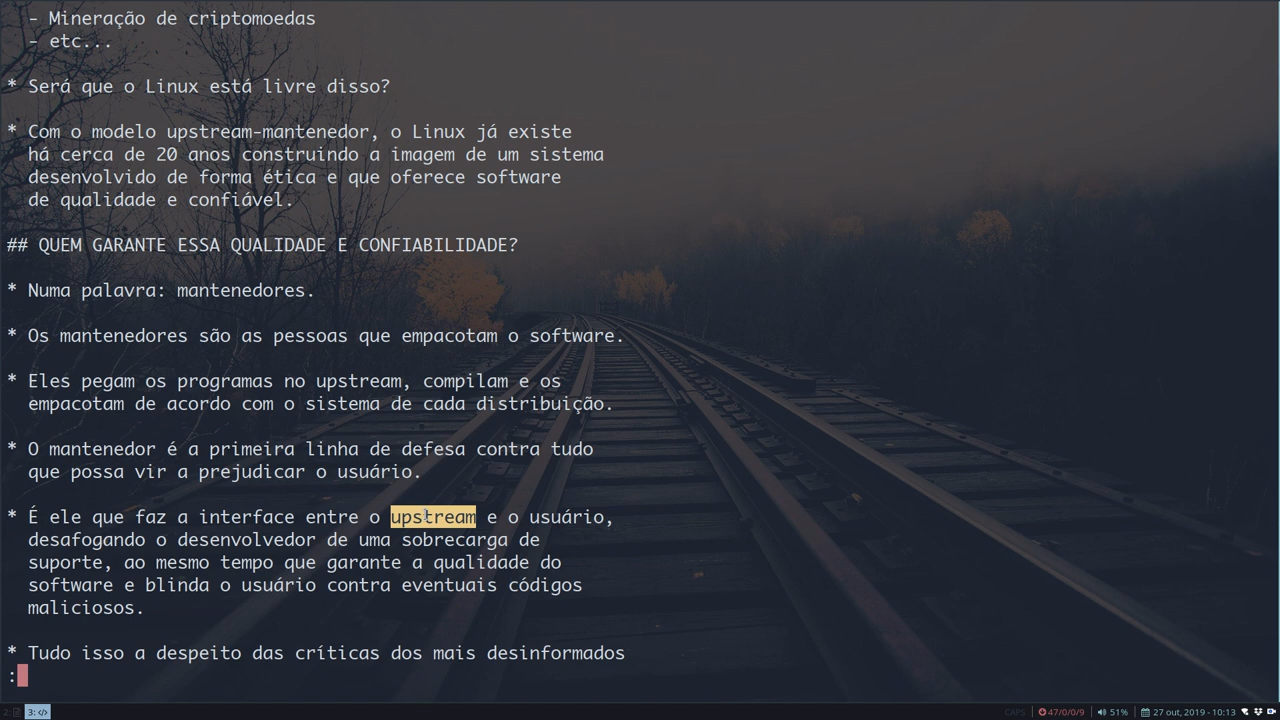 - Mineração de criptomoedas
- etc...
* Será que o Linux está livre disso?
* Com o modelo upstream-mantenedor, o Linux já existe
há cerca de 20 anos construindo a imagem de um sistema
desenvolvido de forma ética e que oferece software
de qualidade e confiável.
## QUEM GARANTE ESSA QUALIDADE E CONFIABILIDADE?
* Numa palavra: mantenedores.
* Os mantenedores são as pessoas que empacotam o software.
* Eles pegam os programas no upstream, compilam e os
empacotam de acordo com o sistema de cada distribuição.
* O mantenedor é a primeira linha de defesa contra tudo
que possa vir a prejudicar o usuário.
* É ele que faz a interface entre o upstream e o usuário,
desafogando o desenvolvedor de uma sobrecarga de
suporte, ao mesmo tempo que garante a qualidade do
software e blinda o usuário contra eventuais códigos
maliciosos.
* Tudo isso a despeito das críticas dos mais desinformados
:
2: 3: </> CAPS 47/0/0/9 51% 27 out, 2019 - 10:13